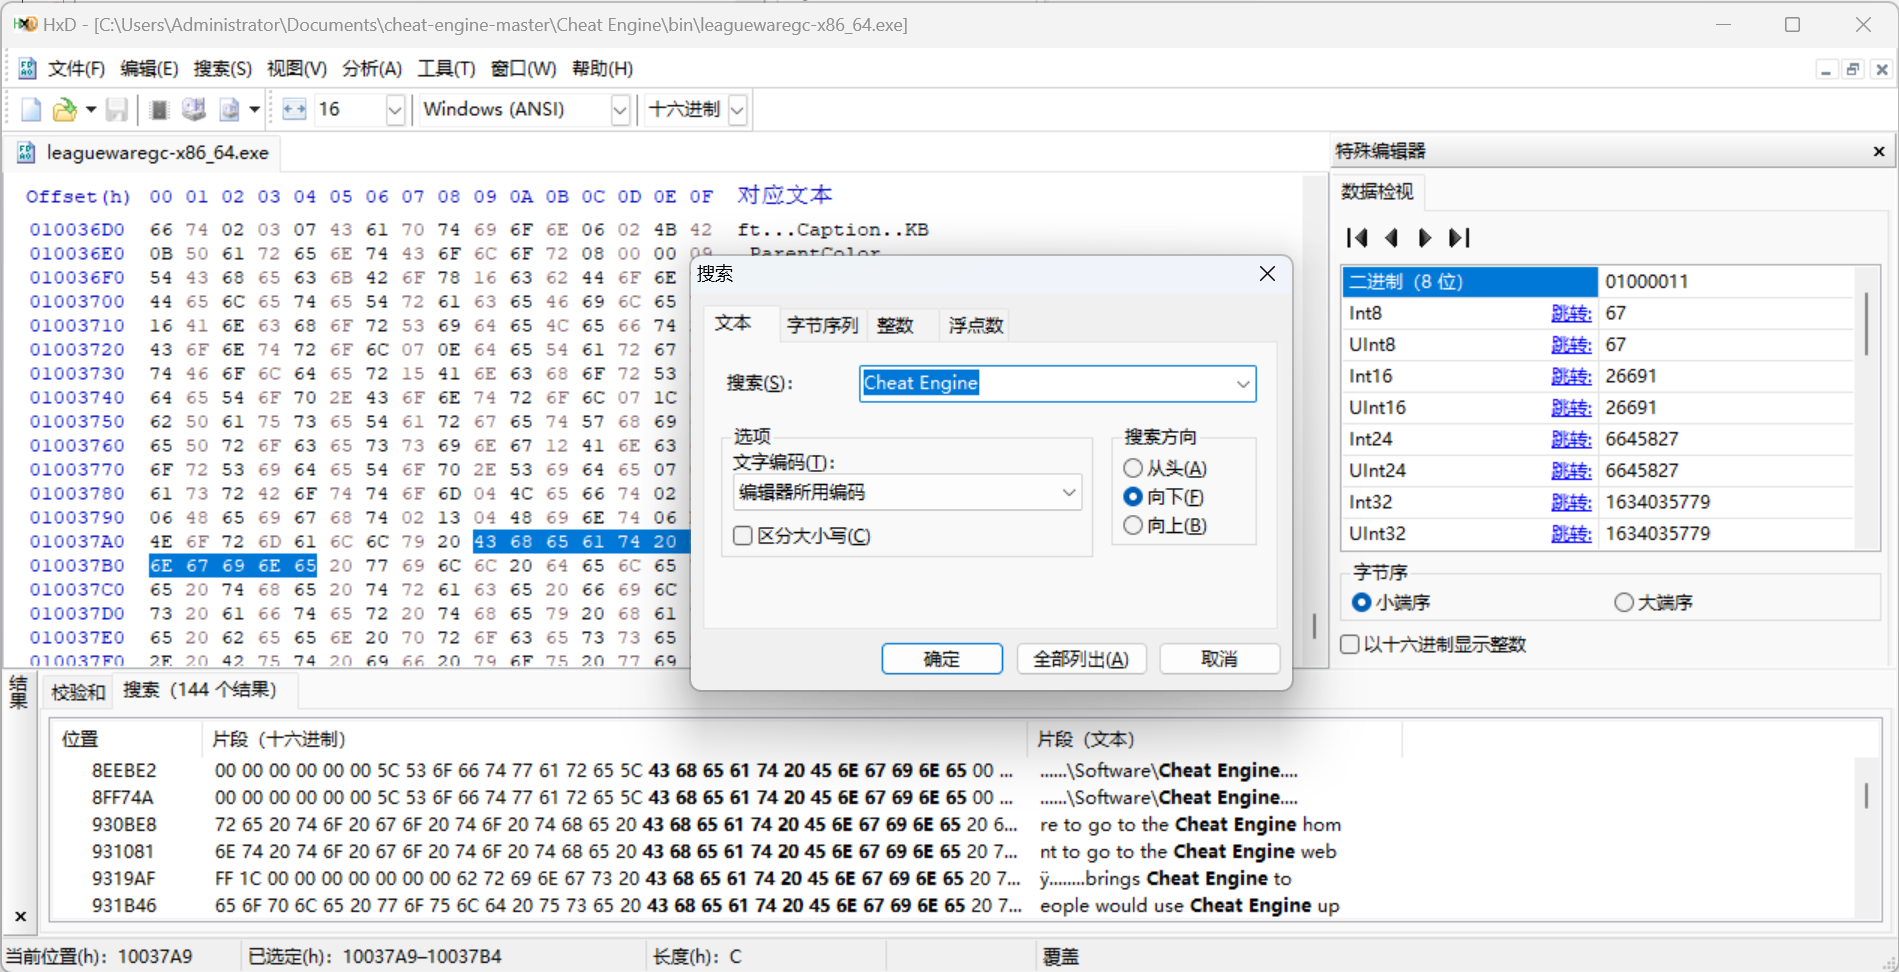 HxD - [C:\Users\Administrator\Documents\cheat-engine-master\Cheat Engine\bin\leaguewaregc-x86_64.exe]
文件(F) 编辑(E) 搜索(S) 视图(V) 分析(A) 工具(T) 窗口(W) 帮助(H)
16 Windows (ANSI) 十六进制
leaguewaregc-x86_64.exe
Offset(h) 00 01 02 03 04 05 06 07 08 09 0A 0B 0C 0D 0E 0F 对应文本
010036D0 66 74 02 03 07 43 61 70 74 69 6F 6E 06 02 4B 42 ft...Caption..KB
010036E0 0B 50 61 72 65 6E 74 43 6F 6C 6F 72 08 00 00 09 .ParentColor
010036F0 54 43 68 65 63 6B 42 6F 78 16 63 62 44 6F 6E
01003700 44 65 6C 65 74 65 54 72 61 63 65 46 69 6C 65
01003710 16 41 6E 63 68 6F 72 53 69 64 65 4C 65 66 74
01003720 43 6F 6E 74 72 6F 6C 07 0E 64 65 54 61 72 67
01003730 74 46 6F 6C 64 65 72 15 41 6E 63 68 6F 72 53
01003740 64 65 54 6F 70 2E 43 6F 6E 74 72 6F 6C 07 1C
01003750 62 50 61 75 73 65 54 61 72 67 65 74 57 68 69
01003760 65 50 72 6F 63 65 73 73 69 6E 67 12 41 6E 63
01003770 6F 72 53 69 64 65 54 6F 70 2E 53 69 64 65 07
01003780 61 73 72 42 6F 74 74 6F 6D 04 4C 65 66 74 02
01003790 06 48 65 69 67 68 74 02 13 04 48 69 6E 74 06
010037A0 4E 6F 72 6D 61 6C 6C 79 20 43 68 65 61 74 20
010037B0 6E 67 69 6E 65 20 77 69 6C 6C 20 64 65 6C 65
010037C0 65 20 74 68 65 20 74 72 61 63 65 20 66 69 6C
010037D0 73 20 61 66 74 65 72 20 74 68 65 79 20 68 61
010037E0 65 20 62 65 65 6E 20 70 72 6F 63 65 73 73 65
010037F0 2E 20 42 75 74 20 69 66 20 79 6F 75 20 77 69
搜索
文本 字节序列 整数 浮点数
搜索(S): Cheat Engine
选项
文字编码(T):
编辑器所用编码
区分大小写(C)
搜索方向
从头(A)
向下(F)
向上(B)
确定 全部列出(A) 取消
特殊编辑器
数据检视
二进制 (8 位) 01000011
Int8 跳转: 67
UInt8 跳转: 67
Int16 跳转: 26691
UInt16 跳转: 26691
Int24 跳转: 6645827
UInt24 跳转: 6645827
Int32 跳转: 1634035779
UInt32 跳转: 1634035779
字节序
小端序 大端序
以十六进制显示整数
结果
校验和 搜索 (144 个结果)
位置 片段 (十六进制) 片段 (文本)
8EEBE2 00 00 00 00 00 00 5C 53 6F 66 74 77 61 72 65 5C 43 68 65 61 74 20 45 6E 67 69 6E 65 00 ... ......\Software\Cheat Engine....
8FF74A 00 00 00 00 00 00 5C 53 6F 66 74 77 61 72 65 5C 43 68 65 61 74 20 45 6E 67 69 6E 65 00 ... ......\Software\Cheat Engine....
930BE8 72 65 20 74 6F 20 67 6F 20 74 6F 20 74 68 65 20 43 68 65 61 74 20 45 6E 67 69 6E 65 20 6... re to go to the Cheat Engine hom
931081 6E 74 20 74 6F 20 67 6F 20 74 6F 20 74 68 65 20 43 68 65 61 74 20 45 6E 67 69 6E 65 20 7... nt to go to the Cheat Engine web
9319AF FF 1C 00 00 00 00 00 00 00 00 62 72 69 6E 67 73 20 43 68 65 61 74 20 45 6E 67 69 6E 65 20 7... ÿ........brings Cheat Engine to
931B46 65 6F 70 6C 65 20 77 6F 75 6C 64 20 75 73 65 20 43 68 65 61 74 20 45 6E 67 69 6E 65 20 7... eople would use Cheat Engine up
当前位置(h): 10037A9 已选定(h): 10037A9–10037B4 长度(h): C 覆盖